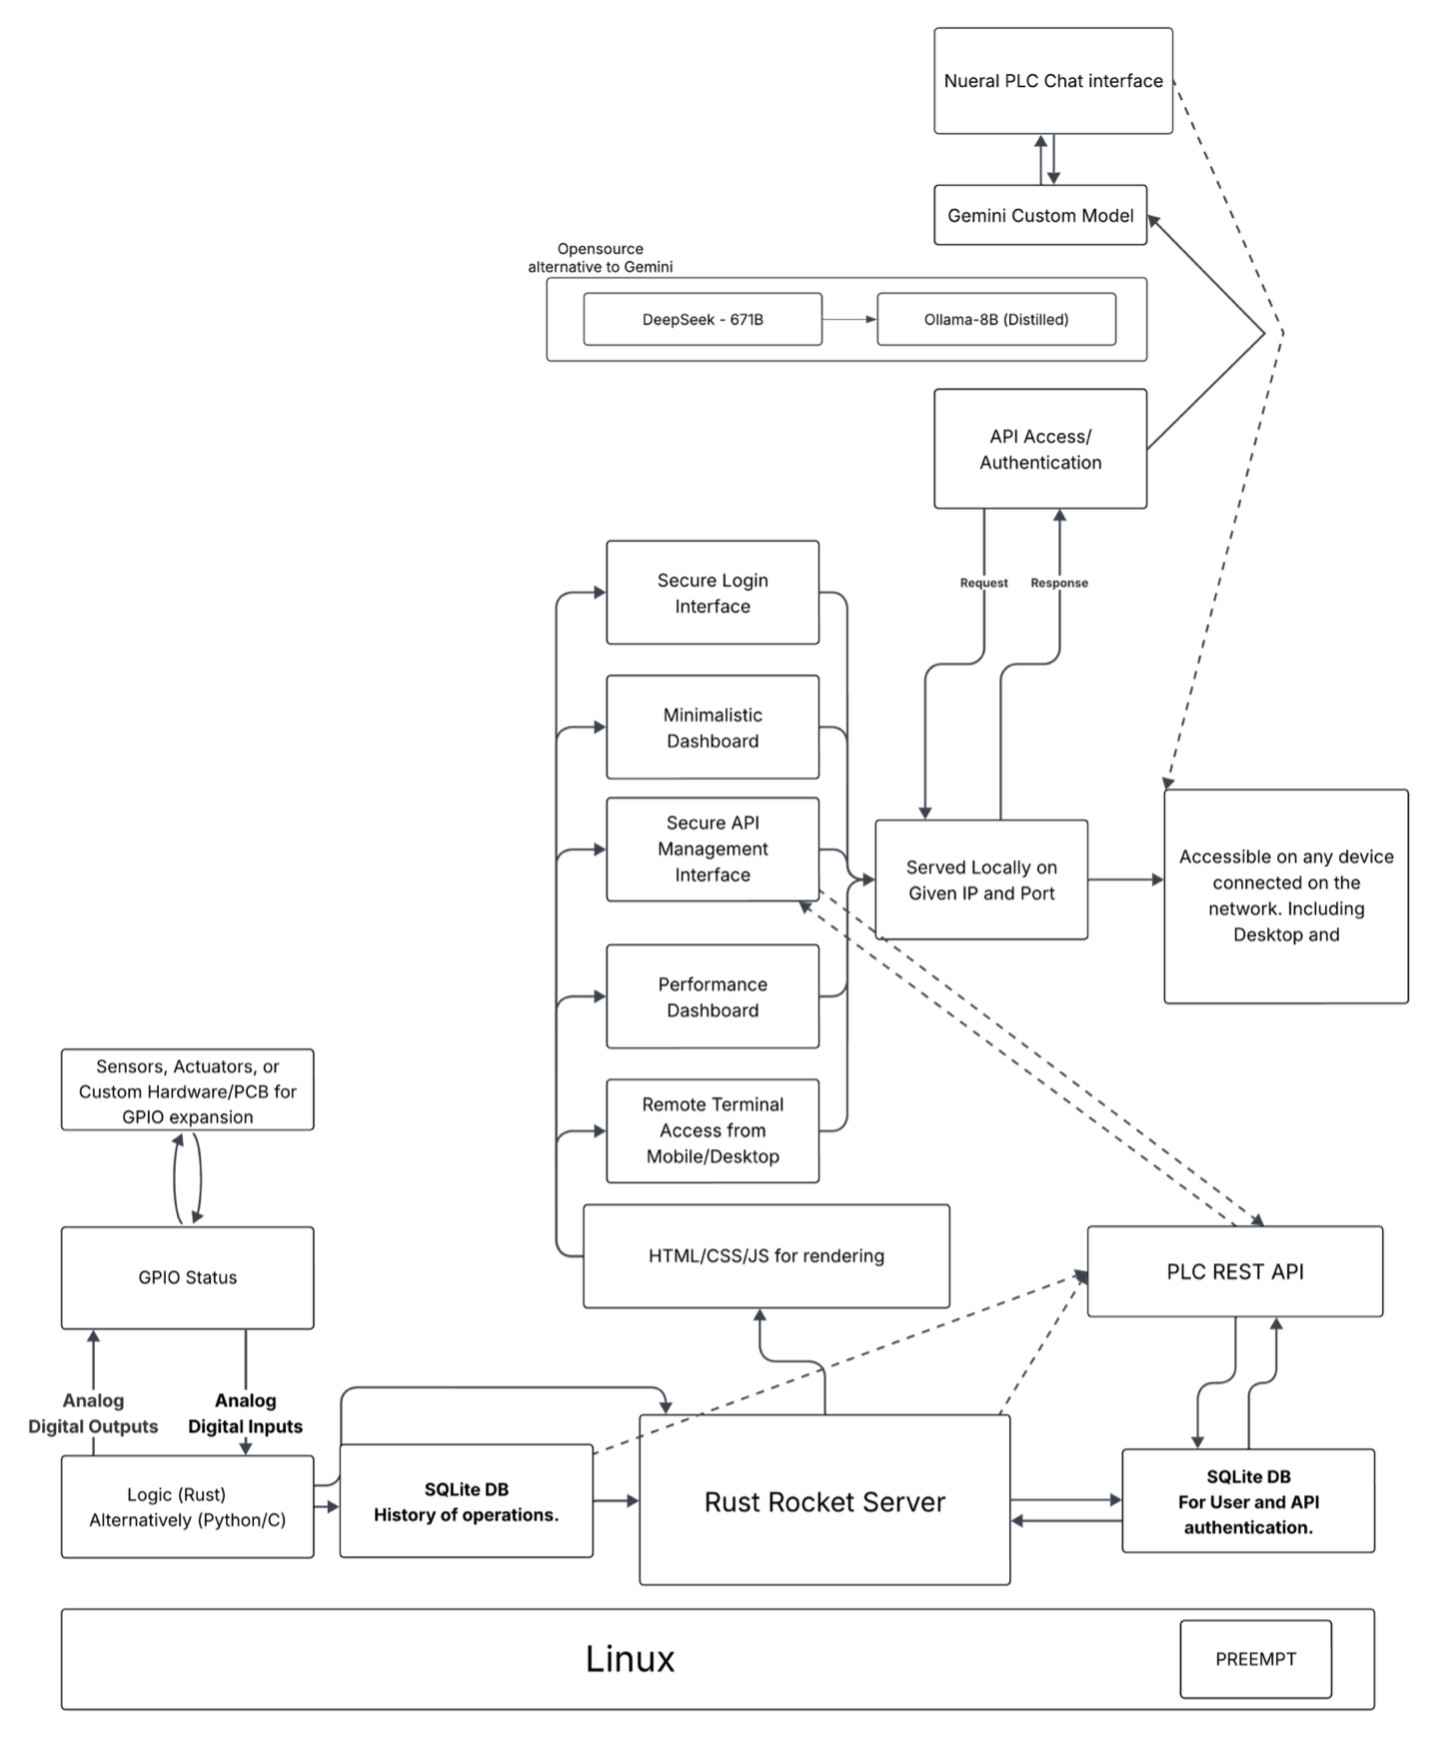 Nueral PLC Chat interface
Gemini Custom Model
Opensource
alternative to Gemini
DeepSeek - 671B
Ollama-8B (Distilled)
API Access/
Authentication
Request
Response
Secure Login
Interface
Minimalistic
Dashboard
Secure API
Management
Interface
Served Locally on
Given IP and Port
Accessible on any device
connected on the
network. Including
Desktop and
Performance
Dashboard
Sensors, Actuators, or
Custom Hardware/PCB for
GPIO expansion
Remote Terminal
Access from
Mobile/Desktop
GPIO Status
HTML/CSS/JS for rendering
PLC REST API
Analog
Digital Outputs
Analog
Digital Inputs
Logic (Rust)
Alternatively (Python/C)
SQLite DB
History of operations.
Rust Rocket Server
SQLite DB
For User and API
authentication.
Linux
PREEMPT